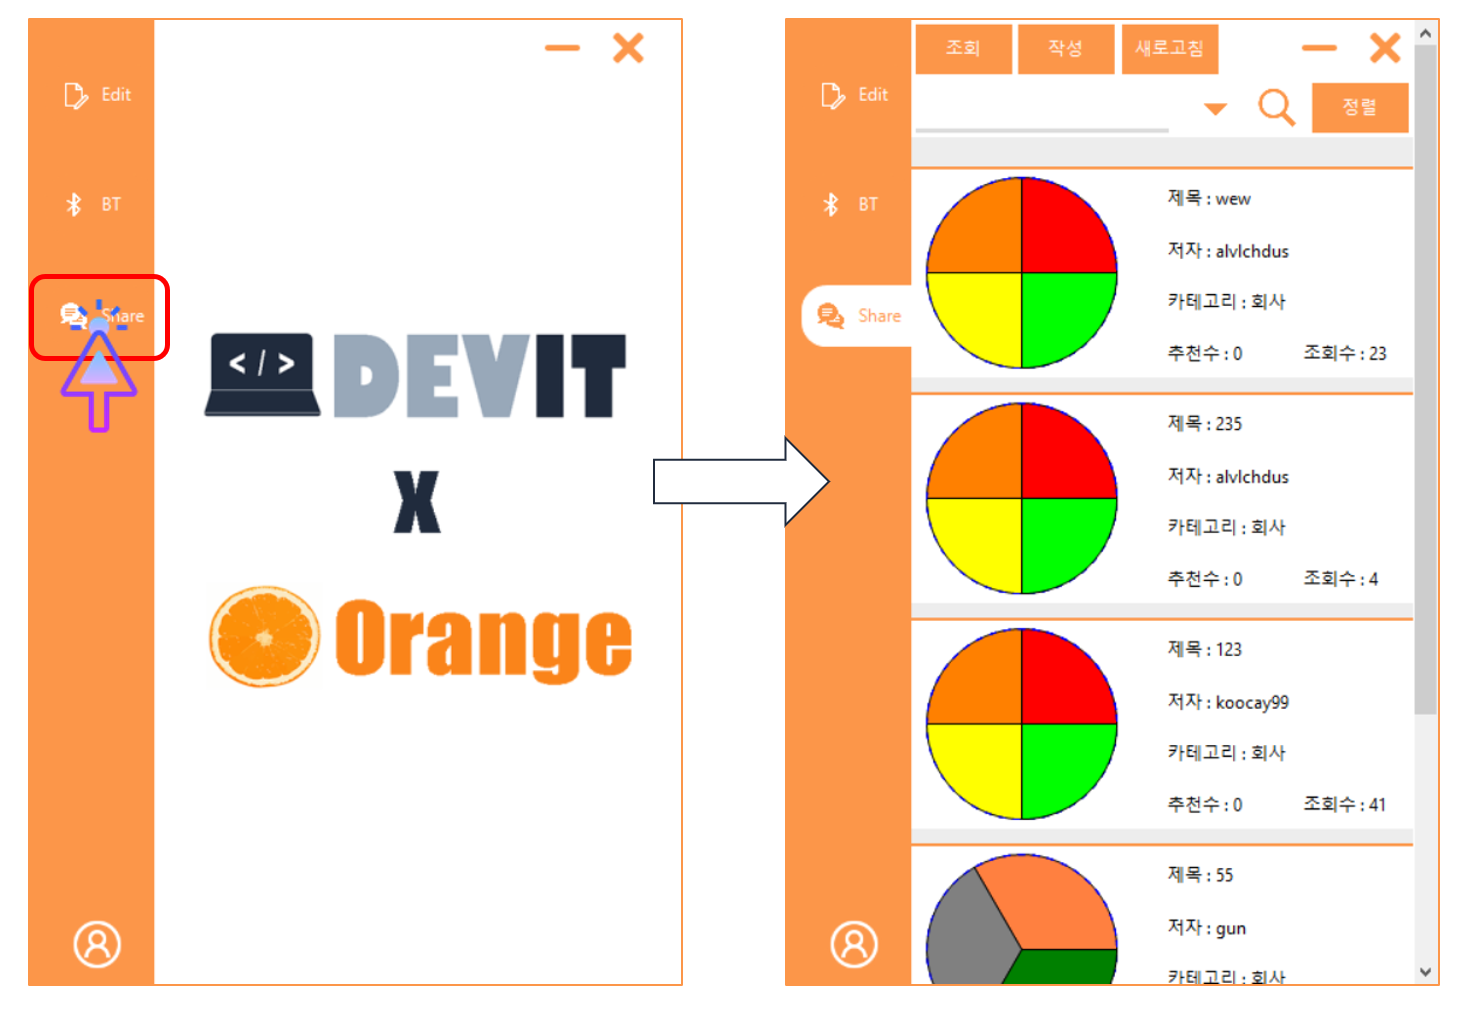 Edit
BT
Share
</> DEVIT
X
Orange
조회 작성 새로고침
정렬
Edit
BT
Share
제목 : wew
저자 : alvlchdus
카테고리 : 회사
추천수 : 0 조회수 : 23
제목 : 235
저자 : alvlchdus
카테고리 : 회사
추천수 : 0 조회수 : 4
제목 : 123
저자 : koocay99
카테고리 : 회사
추천수 : 0 조회수 : 41
제목 : 55
저자 : gun
카테고리 : 회사